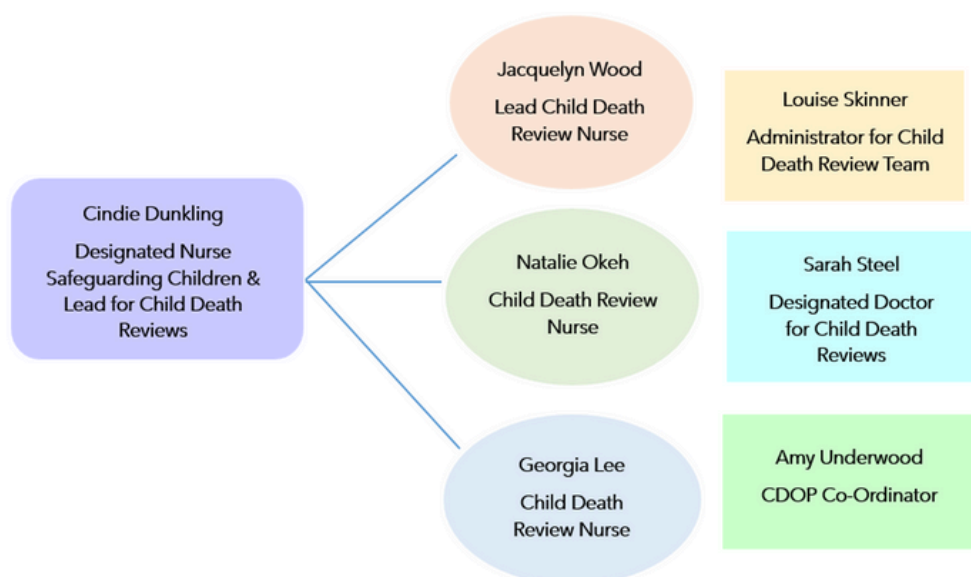 Cindie Dunkling
Designated Nurse
Safeguarding Children &
Lead for Child Death
Reviews
Jacquelyn Wood
Lead Child Death
Review Nurse
Natalie Okeh
Child Death Review
Nurse
Georgia Lee
Child Death
Review Nurse
Louise Skinner
Administrator for Child
Death Review Team
Sarah Steel
Designated Doctor
for Child Death
Reviews
Amy Underwood
CDOP Co-Ordinator